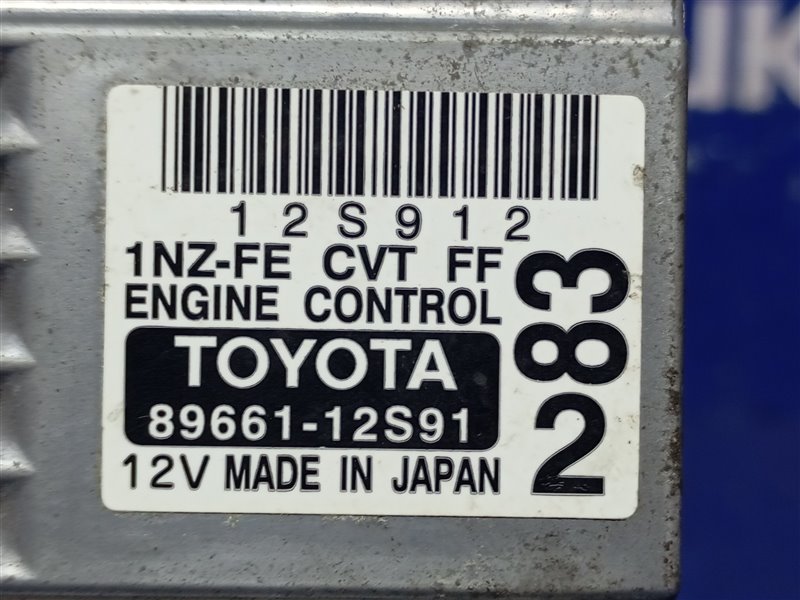 12S912
1NZ-FE CVT FF
ENGINE CONTROL
TOYOTA
89661-12S91
12V MADE IN JAPAN
283